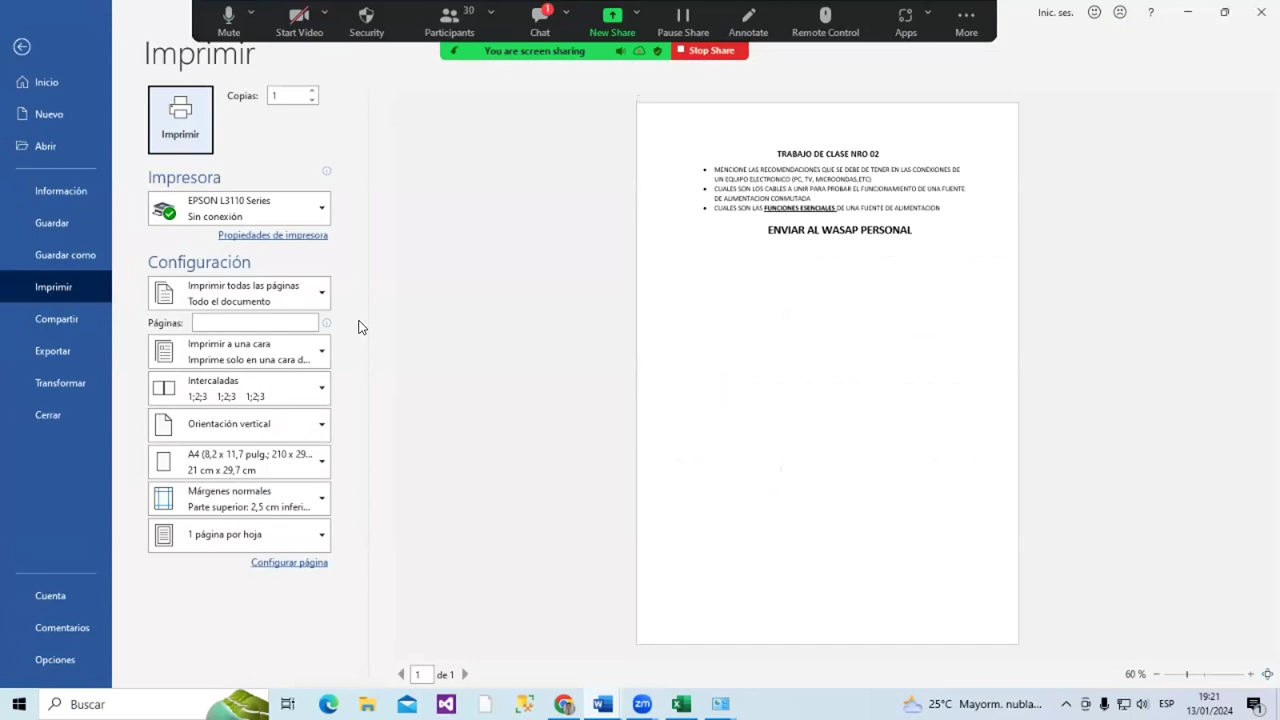 Mute
Start Video
Security
Participants
30
Chat
1
New Share
Pause Share
Annotate
Remote Control
Apps
More
Inic. ses.
You are screen sharing
Stop Share
Imprimir
Inicio
Nuevo
Abrir
Información
Guardar
Guardar como
Imprimir
Compartir
Exportar
Transformar
Cerrar
Cuenta
Comentarios
Opciones
Imprimir
Copias: 1
Impresora
EPSON L3110 Series
Sin conexión
Propiedades de impresora
Configuración
Imprimir todas las páginas
Todo el documento
Páginas:
Imprimir a una cara
Imprime solo en una cara d...
Intercaladas
1;2;3 1;2;3 1;2;3
Orientación vertical
A4 (8,2 x 11,7 pulg.; 210 x 29...
21 cm x 29,7 cm
Márgenes normales
Parte superior: 2,5 cm inferi...
1 página por hoja
Configurar página
TRABAJO DE CLASE NRO 02
• MENCIONE LAS RECOMENDACIONES QUE SE DEBE DE TENER EN LAS CONEXIONES DE
UN EQUIPO ELECTRONICO (PC, TV, MICROONDAS,ETC)
• CUALES SON LOS CABLES A UNIR PARA PROBAR EL FUNCIONAMIENTO DE UNA FUENTE
DE ALIMENTACION CONMUTADA
• CUALES SON LAS FUNCIONES ESENCIALES DE UNA FUENTE DE ALIMENTACION
ENVIAR AL WASAP PERSONAL
1 de 1
60 %
Buscar
25°C Mayorm. nubla...
ESP
19:21
13/01/2024